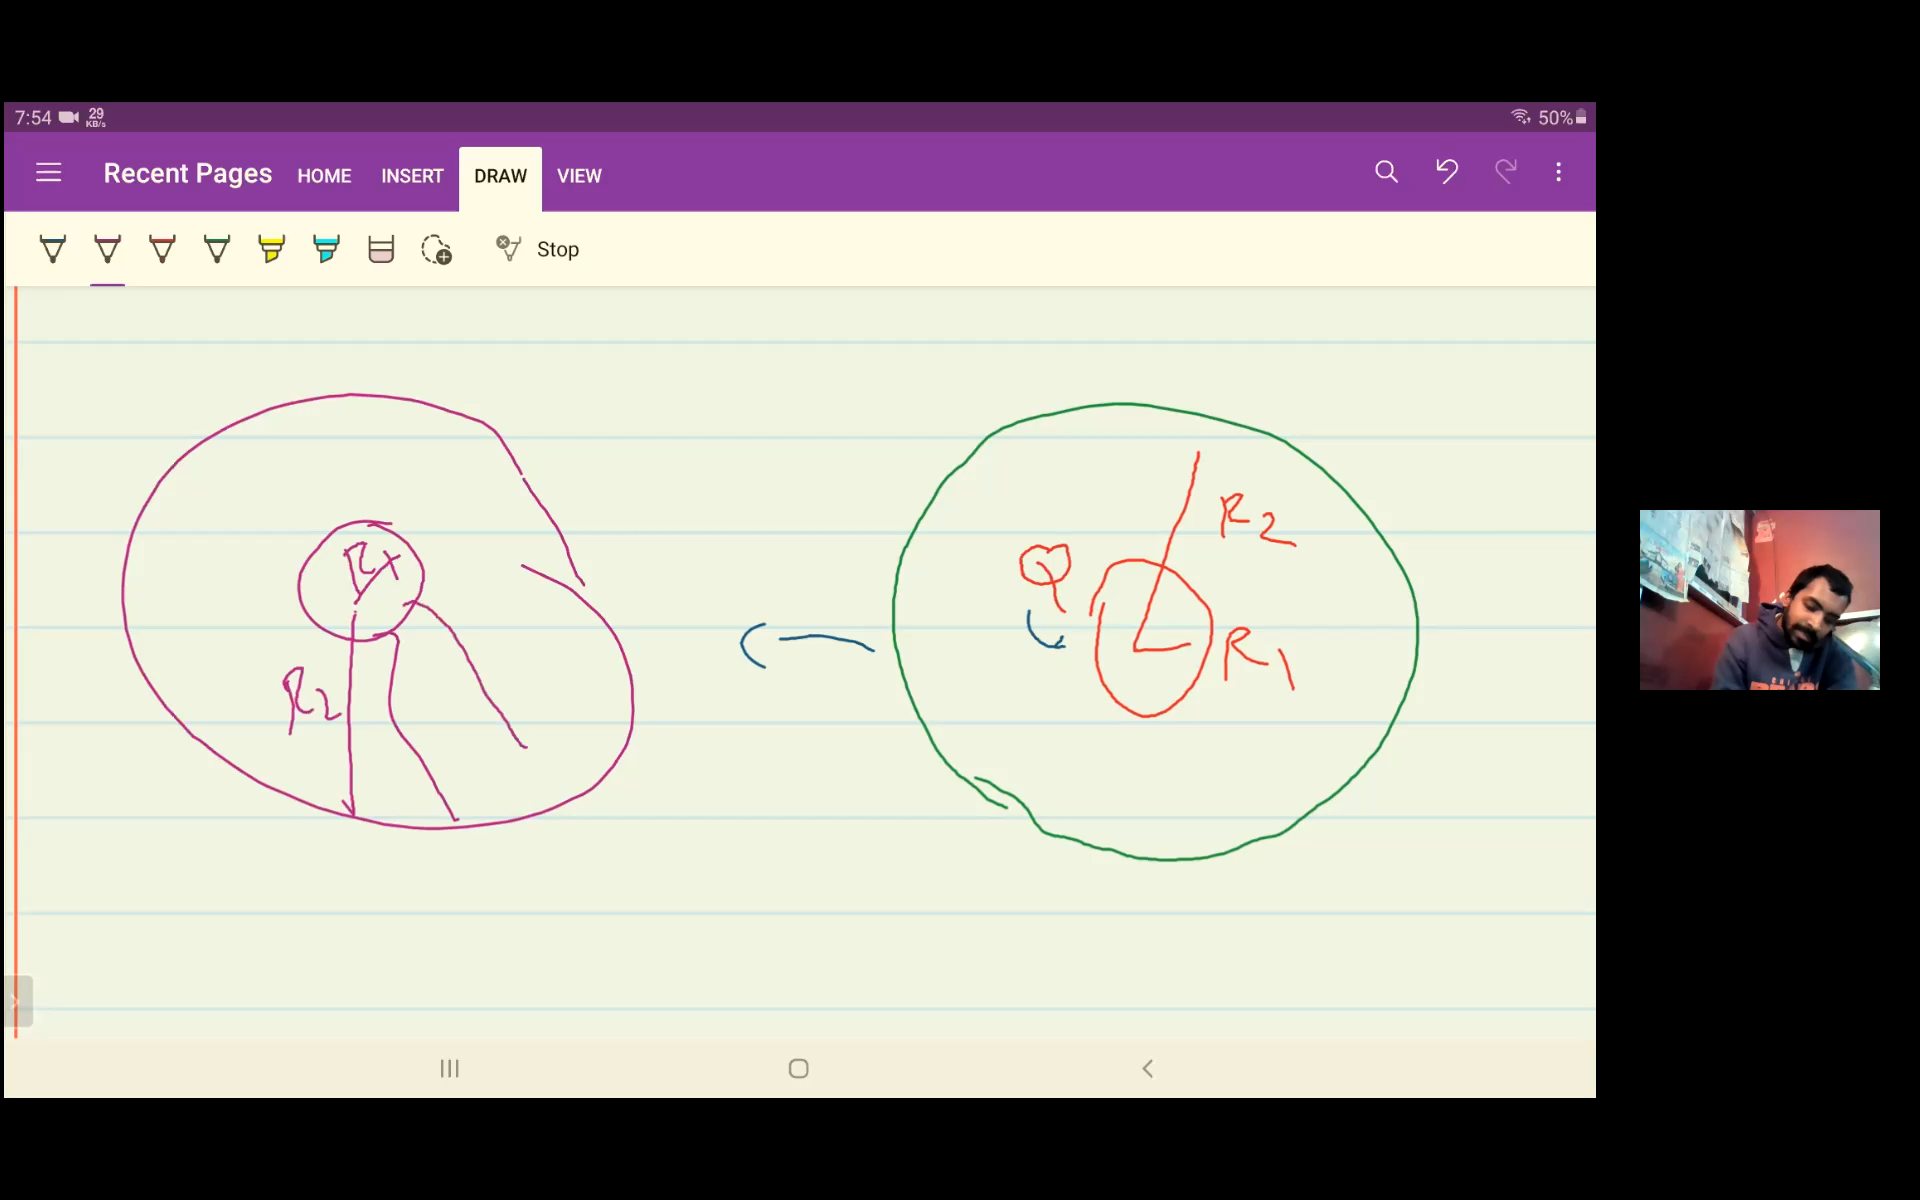 7:54 29 KB/s 50%
Recent Pages HOME INSERT DRAW VIEW
Stop
R2
Q
R1
R2